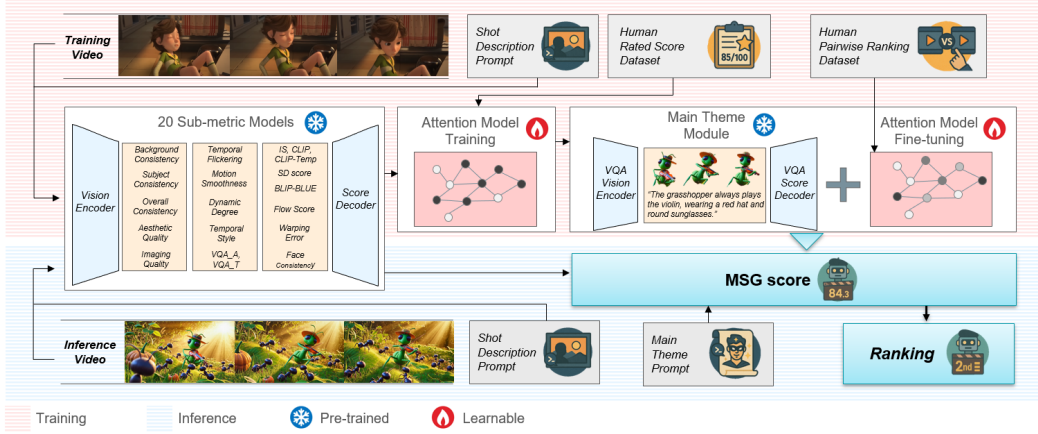 Training
Video
Shot
Description
Prompt
Human
Rated Score
Dataset
85/100
Human
Pairwise Ranking
Dataset
VS
20 Sub-metric Models
Vision
Encoder
Background
Consistency
Subject
Consistency
Overall
Consistency
Aesthetic
Quality
Imaging
Quality
Temporal
Flickering
Motion
Smoothness
Dynamic
Degree
Temporal
Style
VQA_A,
VQA_T
IS, CLIP,
CLIP-Temp
SD score
BLIP-BLUE
Flow Score
Warping
Error
Face
Consistency
Score
Decoder
Attention Model
Training
Main Theme
Module
VQA
Vision
Encoder
"The grasshopper always plays
the violin, wearing a red hat and
round sunglasses."
VQA
Score
Decoder
Attention Model
Fine-tuning
MSG score
84.3
Inference
Video
Shot
Description
Prompt
Main
Theme
Prompt
Ranking
2nd
Training
Inference
Pre-trained
Learnable